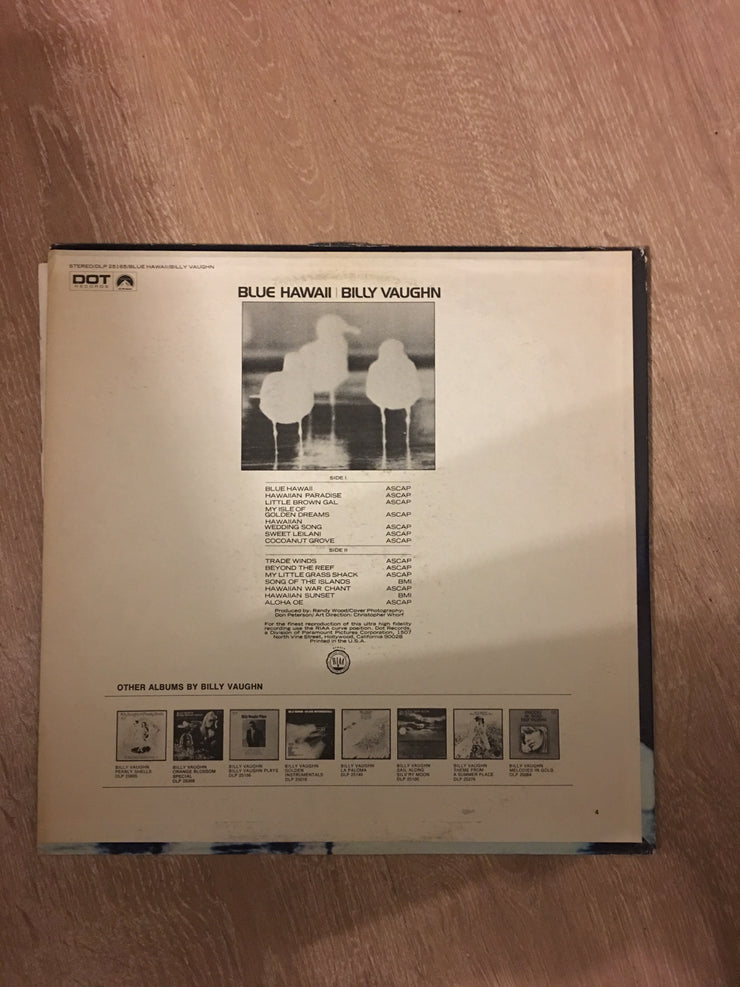 STEREO/DLP 25165/BLUE HAWAII/BILLY VAUGHN
DOT
RECORDS
BLUE HAWAII | BILLY VAUGHN
SIDE I
BLUE HAWAII ASCAP
HAWAIIAN PARADISE ASCAP
LITTLE BROWN GAL ASCAP
MY ISLE OF
GOLDEN DREAMS ASCAP
HAWAIIAN
WEDDING SONG ASCAP
SWEET LEILANI ASCAP
COCOANUT GROVE ASCAP
SIDE II
TRADE WINDS ASCAP
BEYOND THE REEF ASCAP
MY LITTLE GRASS SHACK ASCAP
SONG OF THE ISLANDS BMI
HAWAIIAN WAR CHANT ASCAP
HAWAIIAN SUNSET BMI
ALOHA OE ASCAP
Produced by: Randy Wood/Cover Photography:
Don Peterson/Art Direction: Christopher Whorf
For the finest reproduction of this ultra high fidelity
recording use the RIAA curve position. Dot Records,
a Division of Paramount Pictures Corporation, 1507
North Vine Street, Hollywood, California 90028
Printed in the U.S.A.
RIAA
OTHER ALBUMS BY BILLY VAUGHN
BILLY VAUGHN
PEARLY SHELLS
BILLY VAUGHN
ORANGE BLOSSOM
SPECIAL
BILLY VAUGHN
BILLY VAUGHN PLAYS
BILLY VAUGHN
GOLDEN
INSTRUMENTALS
BILLY VAUGHN
LA PALOMA
BILLY VAUGHN
SAIL ALONG
SILV'RY MOON
BILLY VAUGHN
THEME FROM
A SUMMER PLACE
DLP 25276
BILLY VAUGHN
MELODIES IN GOLD
4